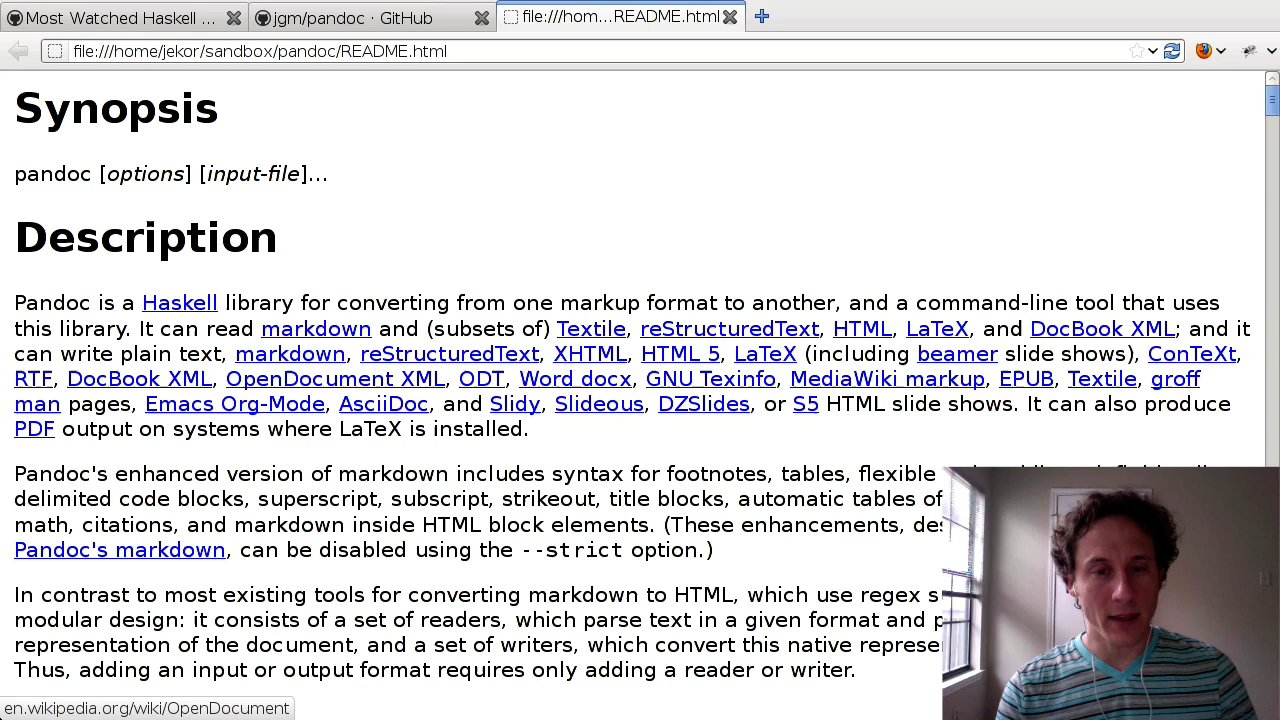 Most Watched Haskell ...
jgm/pandoc · GitHub
file:///hom...README.html
file:///home/jekor/sandbox/pandoc/README.html
Synopsis
pandoc [options] [input-file]...
Description
Pandoc is a Haskell library for converting from one markup format to another, and a command-line tool that uses
this library. It can read markdown and (subsets of) Textile, reStructuredText, HTML, LaTeX, and DocBook XML; and it
can write plain text, markdown, reStructuredText, XHTML, HTML 5, LaTeX (including beamer slide shows), ConTeXt,
RTF, DocBook XML, OpenDocument XML, ODT, Word docx, GNU Texinfo, MediaWiki markup, EPUB, Textile, groff
man pages, Emacs Org-Mode, AsciiDoc, and Slidy, Slideous, DZSlides, or S5 HTML slide shows. It can also produce
PDF output on systems where LaTeX is installed.
Pandoc's enhanced version of markdown includes syntax for footnotes, tables, flexible
delimited code blocks, superscript, subscript, strikeout, title blocks, automatic tables of
math, citations, and markdown inside HTML block elements. (These enhancements, des
Pandoc's markdown, can be disabled using the --strict option.)
In contrast to most existing tools for converting markdown to HTML, which use regex s
modular design: it consists of a set of readers, which parse text in a given format and p
representation of the document, and a set of writers, which convert this native represe
Thus, adding an input or output format requires only adding a reader or writer.
en.wikipedia.org/wiki/OpenDocument